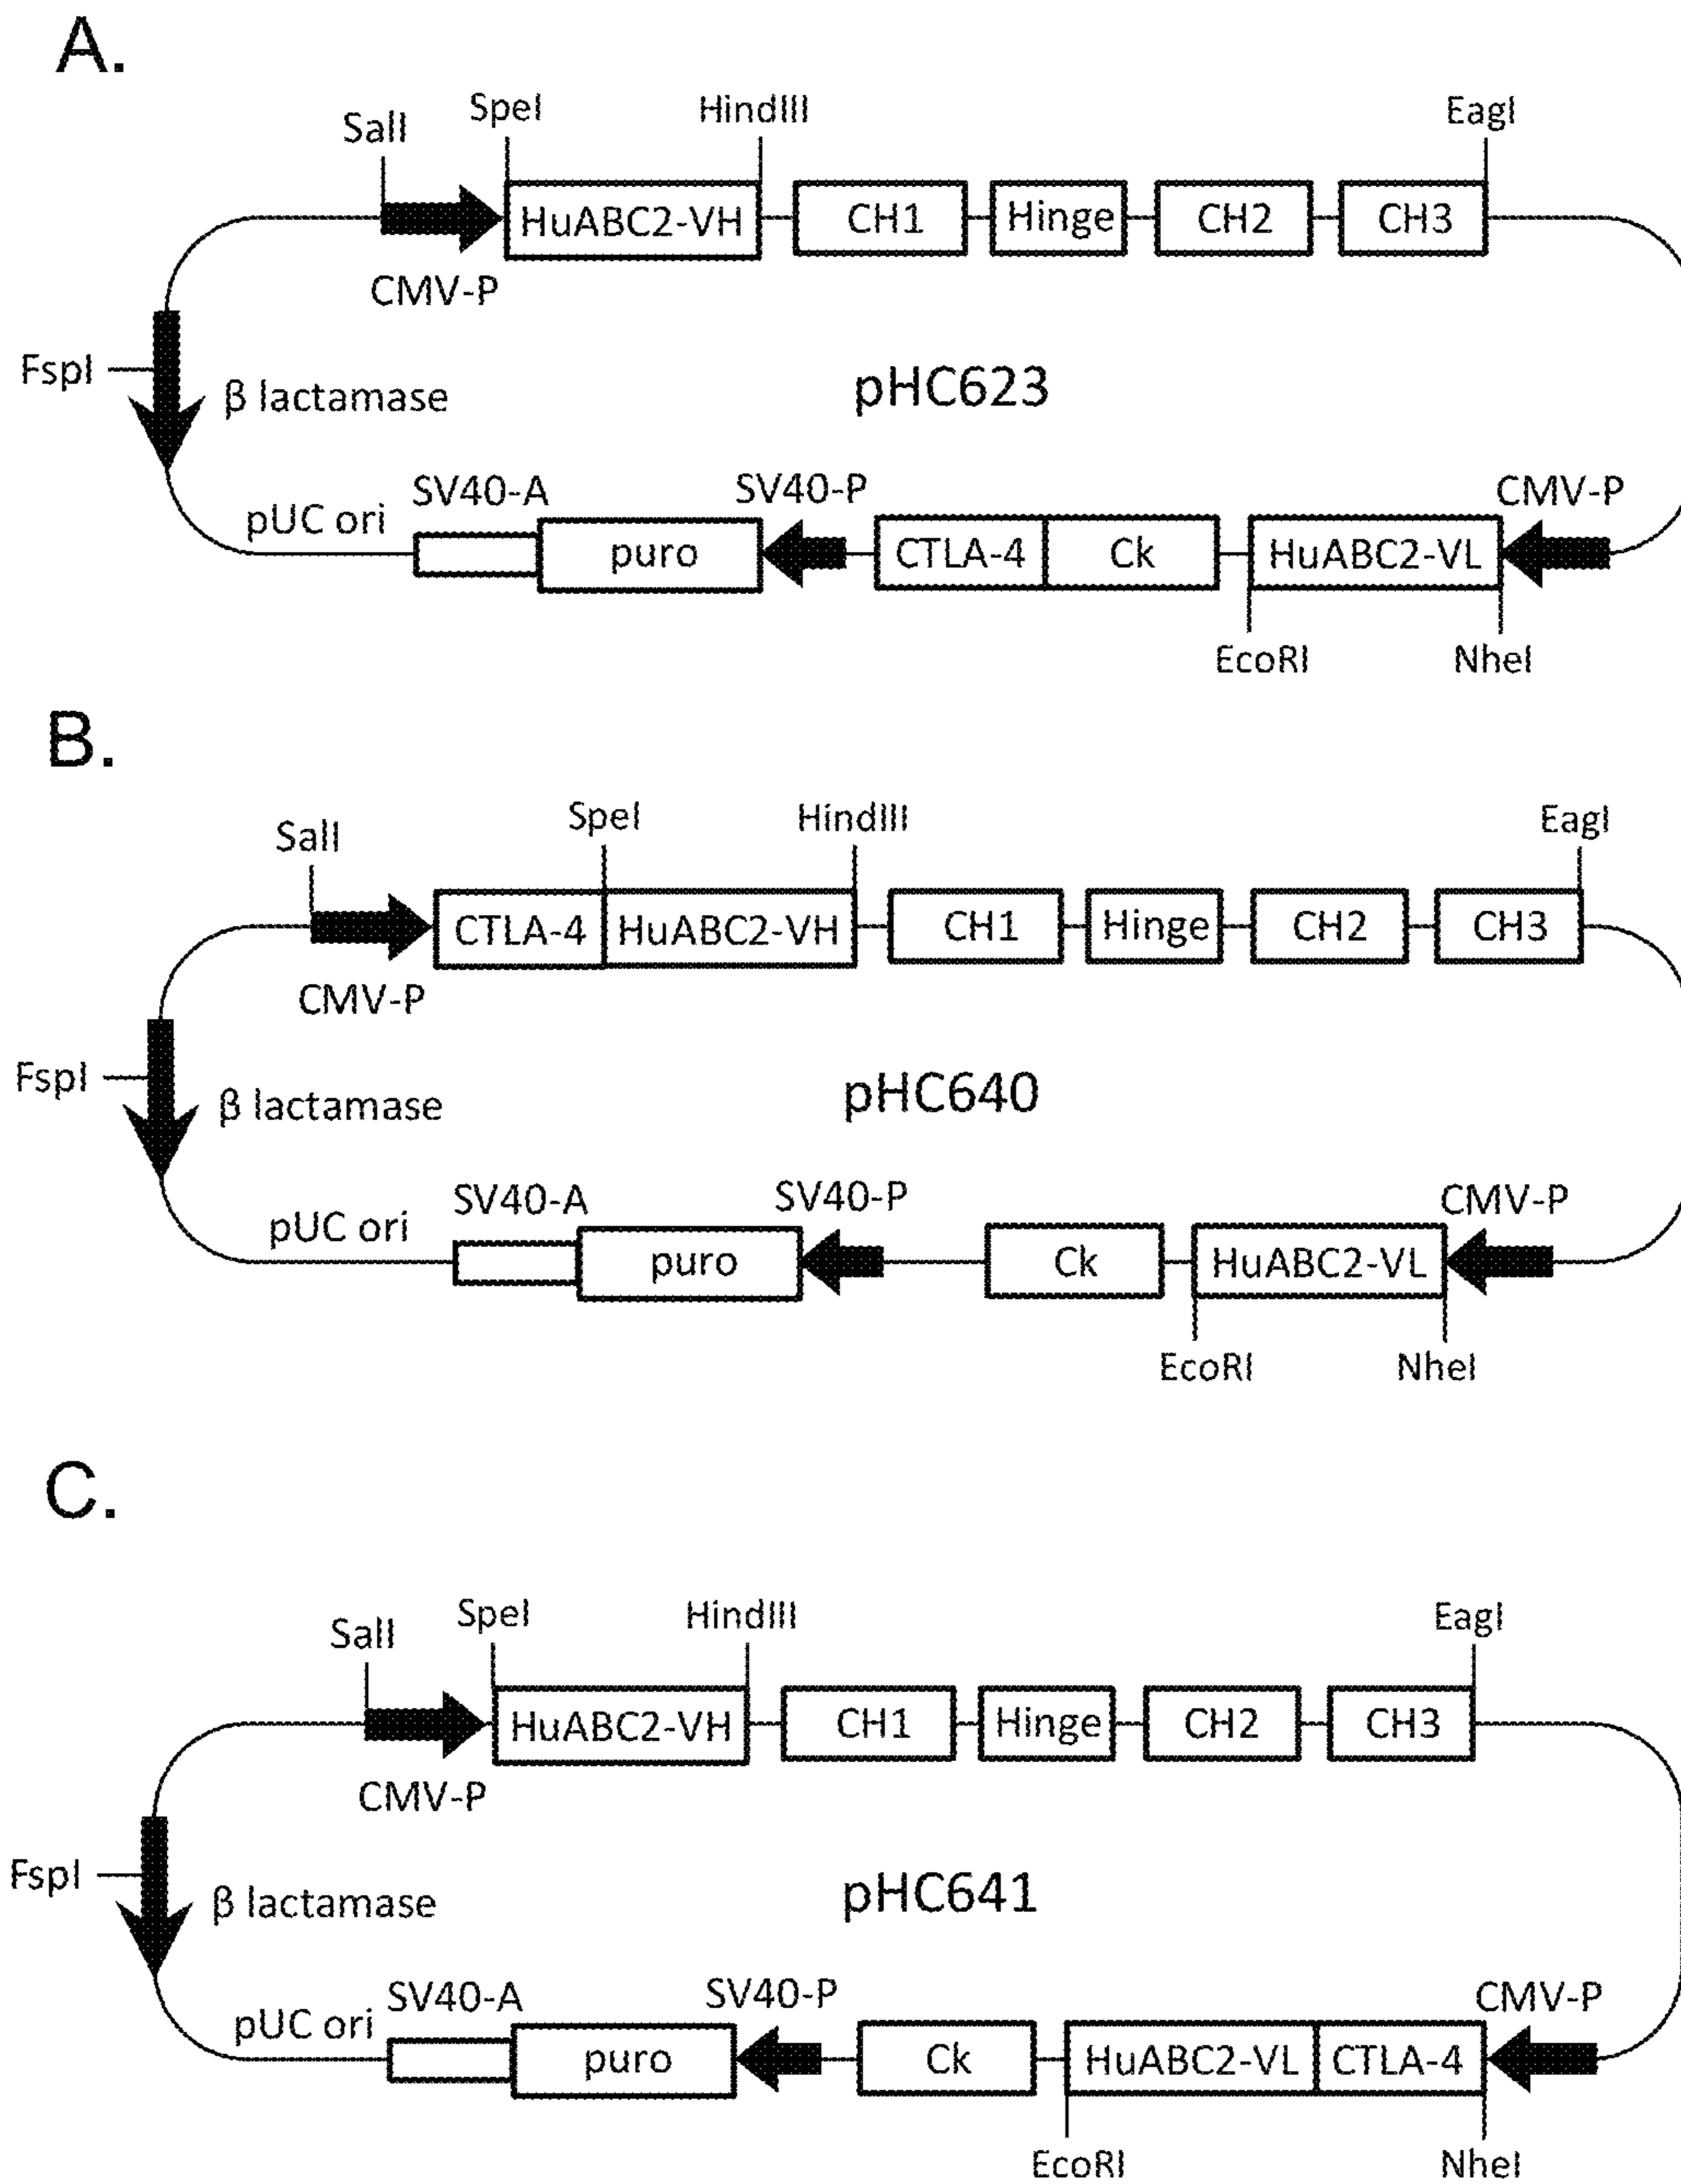 A.
SalI SpeI HindIII EagI
HuABC2-VH CH1 Hinge CH2 CH3
CMV-P
FspI
β lactamase
pHC623
pUC ori SV40-A SV40-P CMV-P
puro CTLA-4 Ck HuABC2-VL
EcoRI NheI
B.
SalI SpeI HindIII EagI
CTLA-4 HuABC2-VH CH1 Hinge CH2 CH3
CMV-P
FspI
β lactamase
pHC640
pUC ori SV40-A SV40-P CMV-P
puro Ck HuABC2-VL
EcoRI NheI
C.
SalI SpeI HindIII EagI
HuABC2-VH CH1 Hinge CH2 CH3
CMV-P
FspI
β lactamase
pHC641
pUC ori SV40-A SV40-P CMV-P
puro Ck HuABC2-VL CTLA-4
EcoRI NheI